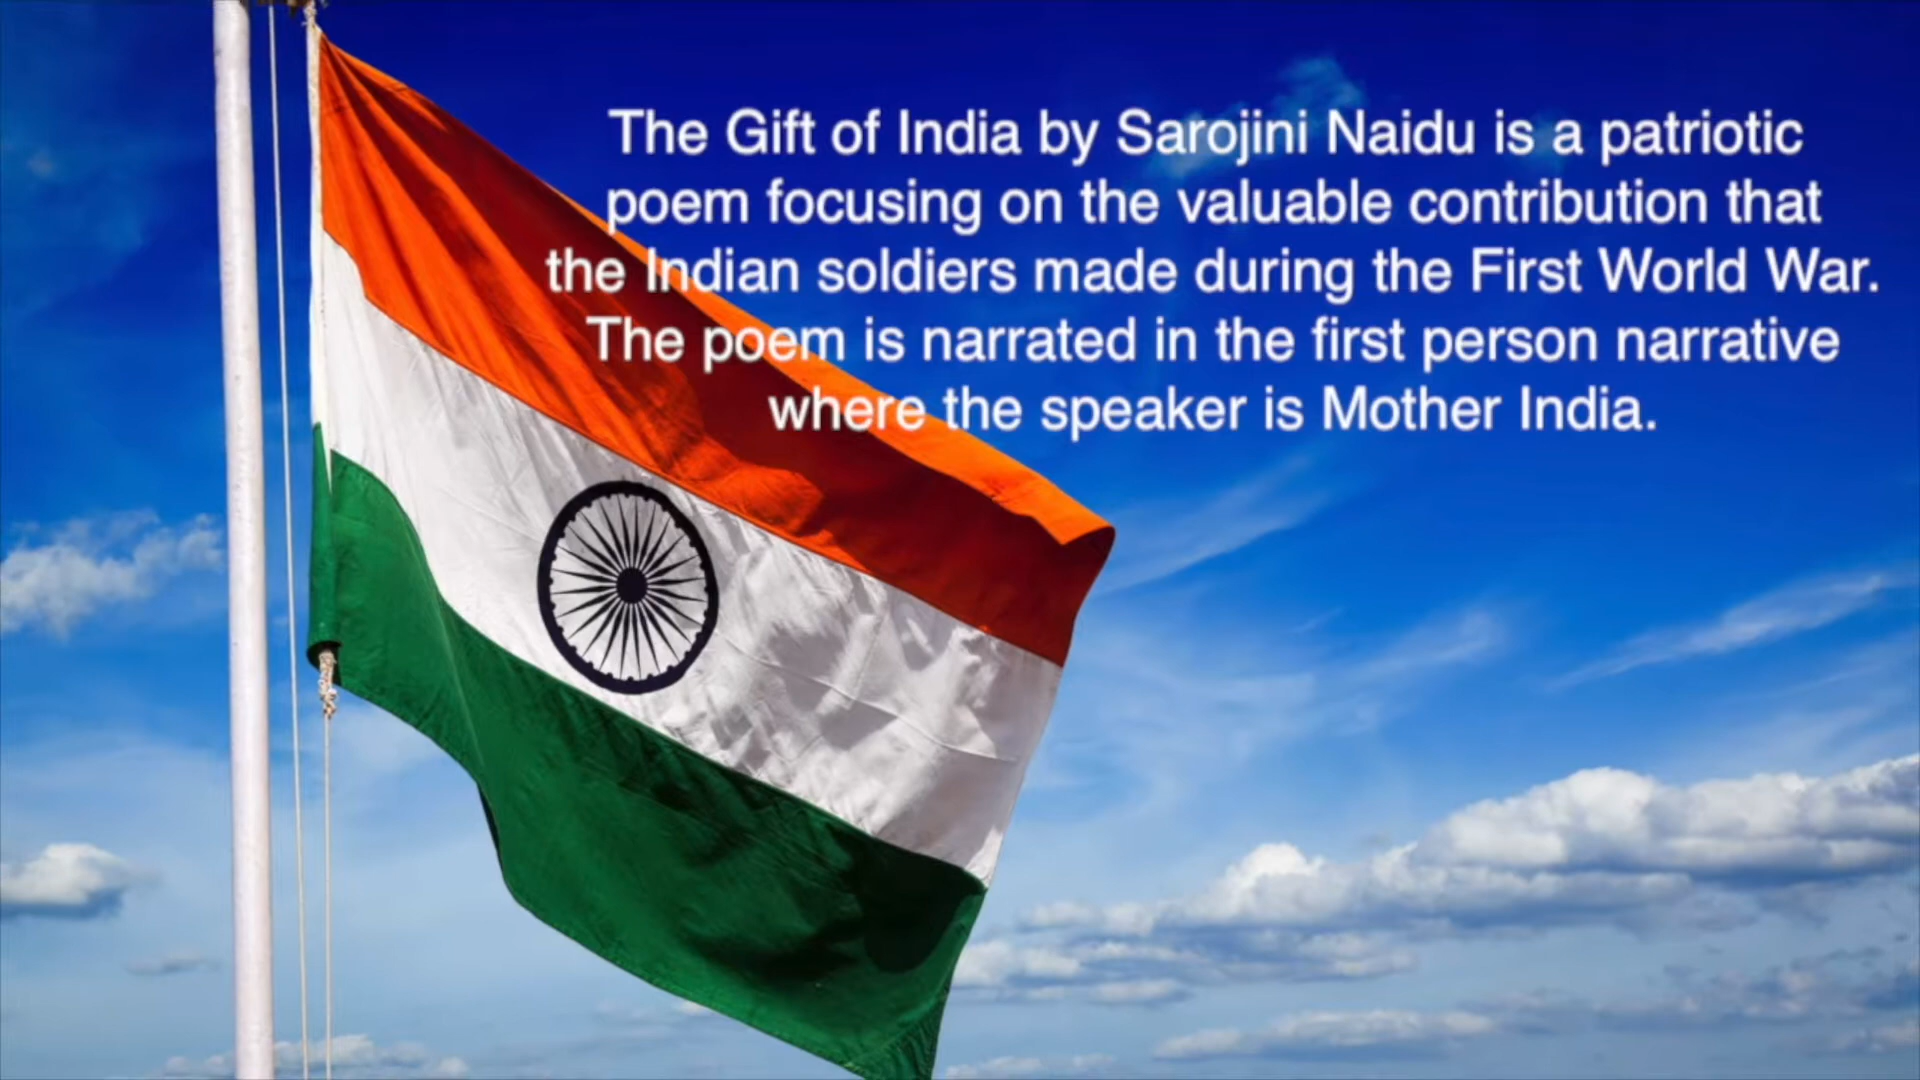 The Gift of India by Sarojini Naidu is a patriotic
poem focusing on the valuable contribution that
the Indian soldiers made during the First World War.
The poem is narrated in the first person narrative
where the speaker is Mother India.